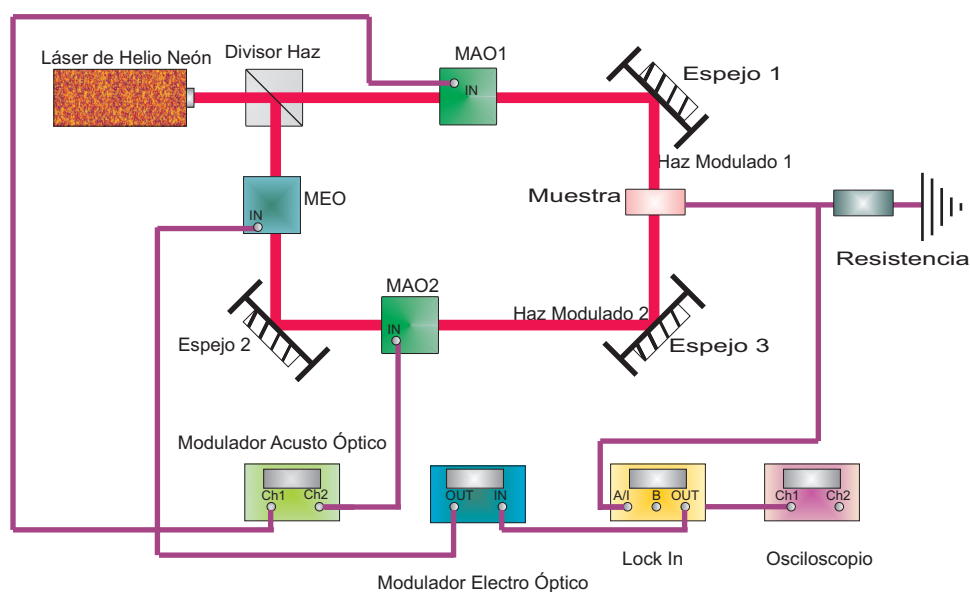 Láser de Helio Neón
Divisor Haz
MAO1
IN
Espejo 1
Haz Modulado 1
MEO
IN
Muestra
Resistencia
MAO2
IN
Haz Modulado 2
Espejo 2
Espejo 3
Modulador Acusto Óptico
Ch1 Ch2
OUT IN
A/I B OUT
Ch1 Ch2
Lock In
Osciloscopio
Modulador Electro Óptico